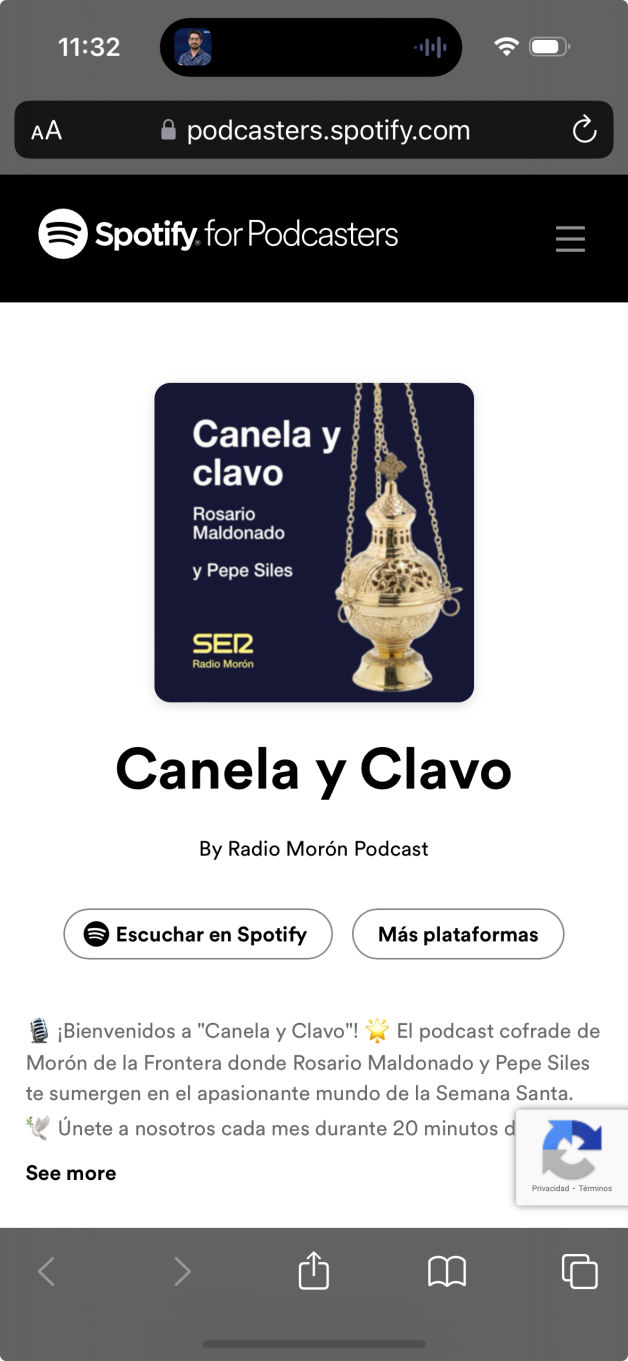 11:32
AA podcasters.spotify.com
Spotify® for Podcasters
Canela y
clavo
Rosario
Maldonado
y Pepe Siles
SER
Radio Morón
Canela y Clavo
By Radio Morón Podcast
Escuchar en Spotify Más plataformas
🎙️ ¡Bienvenidos a "Canela y Clavo"! 🌟 El podcast cofrade de
Morón de la Frontera donde Rosario Maldonado y Pepe Siles
te sumergen en el apasionante mundo de la Semana Santa.
🕊️ Únete a nosotros cada mes durante 20 minutos d
See more
Privacidad - Términos